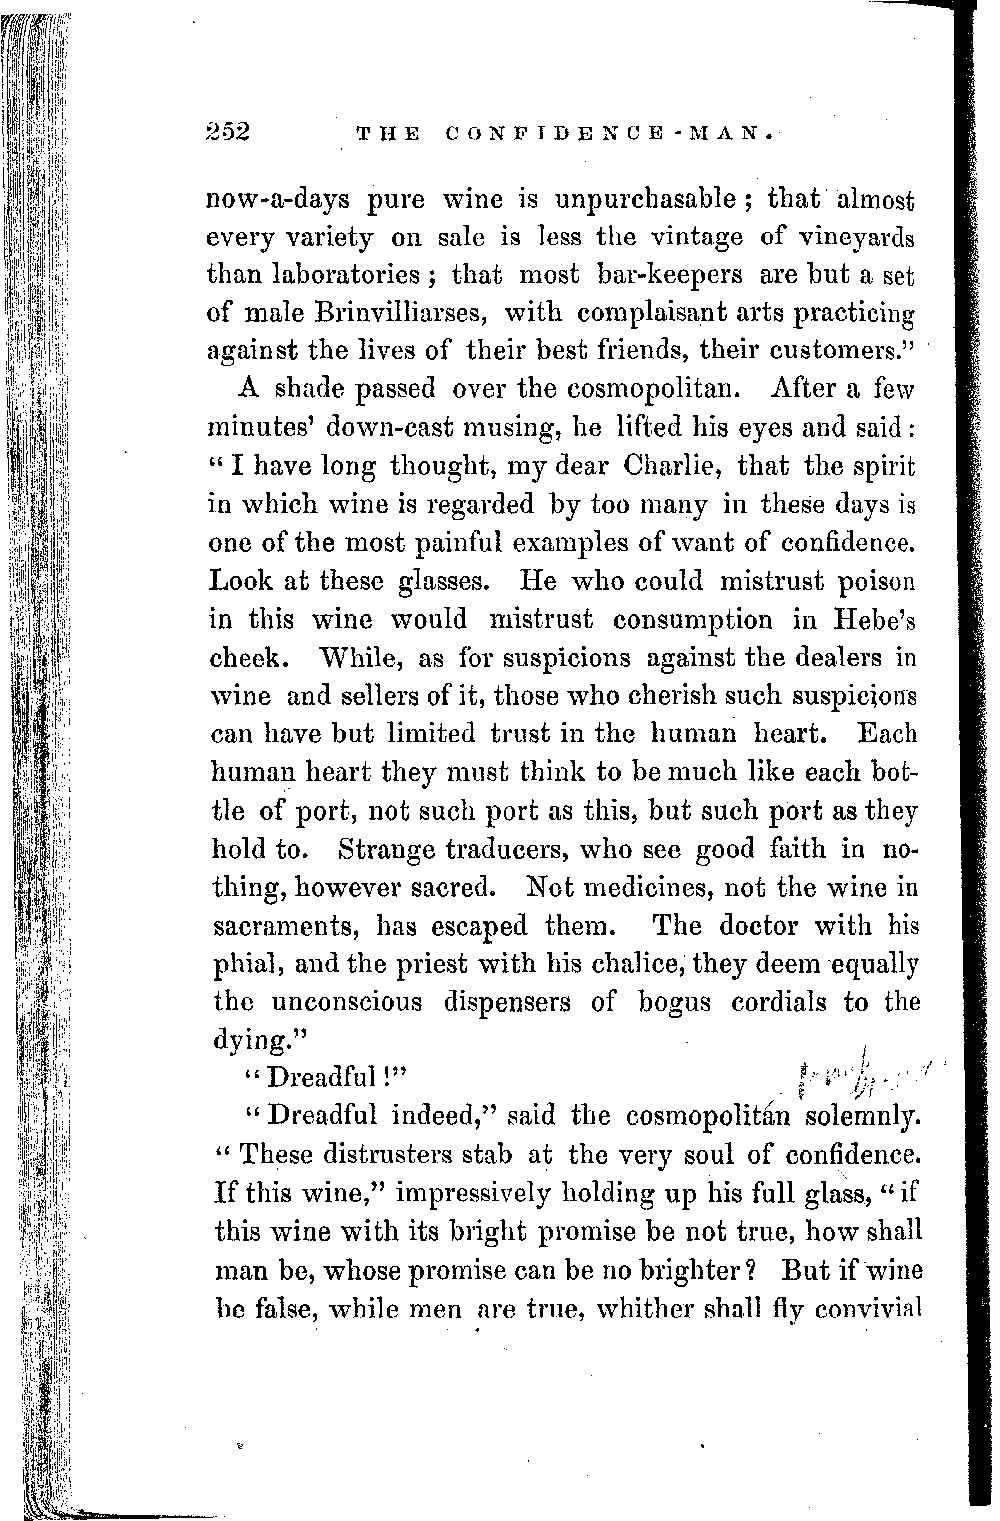 252 THE CONFIDENCE-MAN.
now-a-days pure wine is unpurchasable; that almost
every variety on sale is less the vintage of vineyards
than laboratories; that most bar-keepers are but a set
of male Brinvilliarses, with complaisant arts practicing
against the lives of their best friends, their customers."
A shade passed over the cosmopolitan. After a few
minutes' down-cast musing, he lifted his eyes and said:
"I have long thought, my dear Charlie, that the spirit
in which wine is regarded by too many in these days is
one of the most painful examples of want of confidence.
Look at these glasses. He who could mistrust poison
in this wine would mistrust consumption in Hebe's
cheek. While, as for suspicions against the dealers in
wine and sellers of it, those who cherish such suspicions
can have but limited trust in the human heart. Each
human heart they must think to be much like each bot-
tle of port, not such port as this, but such port as they
hold to. Strange traducers, who see good faith in no-
thing, however sacred. Not medicines, not the wine in
sacraments, has escaped them. The doctor with his
phial, and the priest with his chalice, they deem equally
the unconscious dispensers of bogus cordials to the
dying."
"Dreadful!"
"Dreadful indeed," said the cosmopolitan solemnly.
"These distrusters stab at the very soul of confidence.
If this wine," impressively holding up his full glass, "if
this wine with its bright promise be not true, how shall
man be, whose promise can be no brighter? But if wine
be false, while men are true, whither shall fly convivial